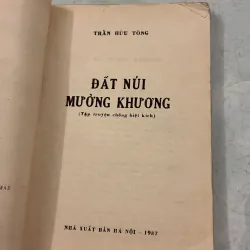 TRẦN HỮU TÒNG
ĐẤT NÚI
MƯỜNG KHƯƠNG
(Tập truyện chống biệt kích)
NHÀ XUẤT BẢN HÀ NỘI -